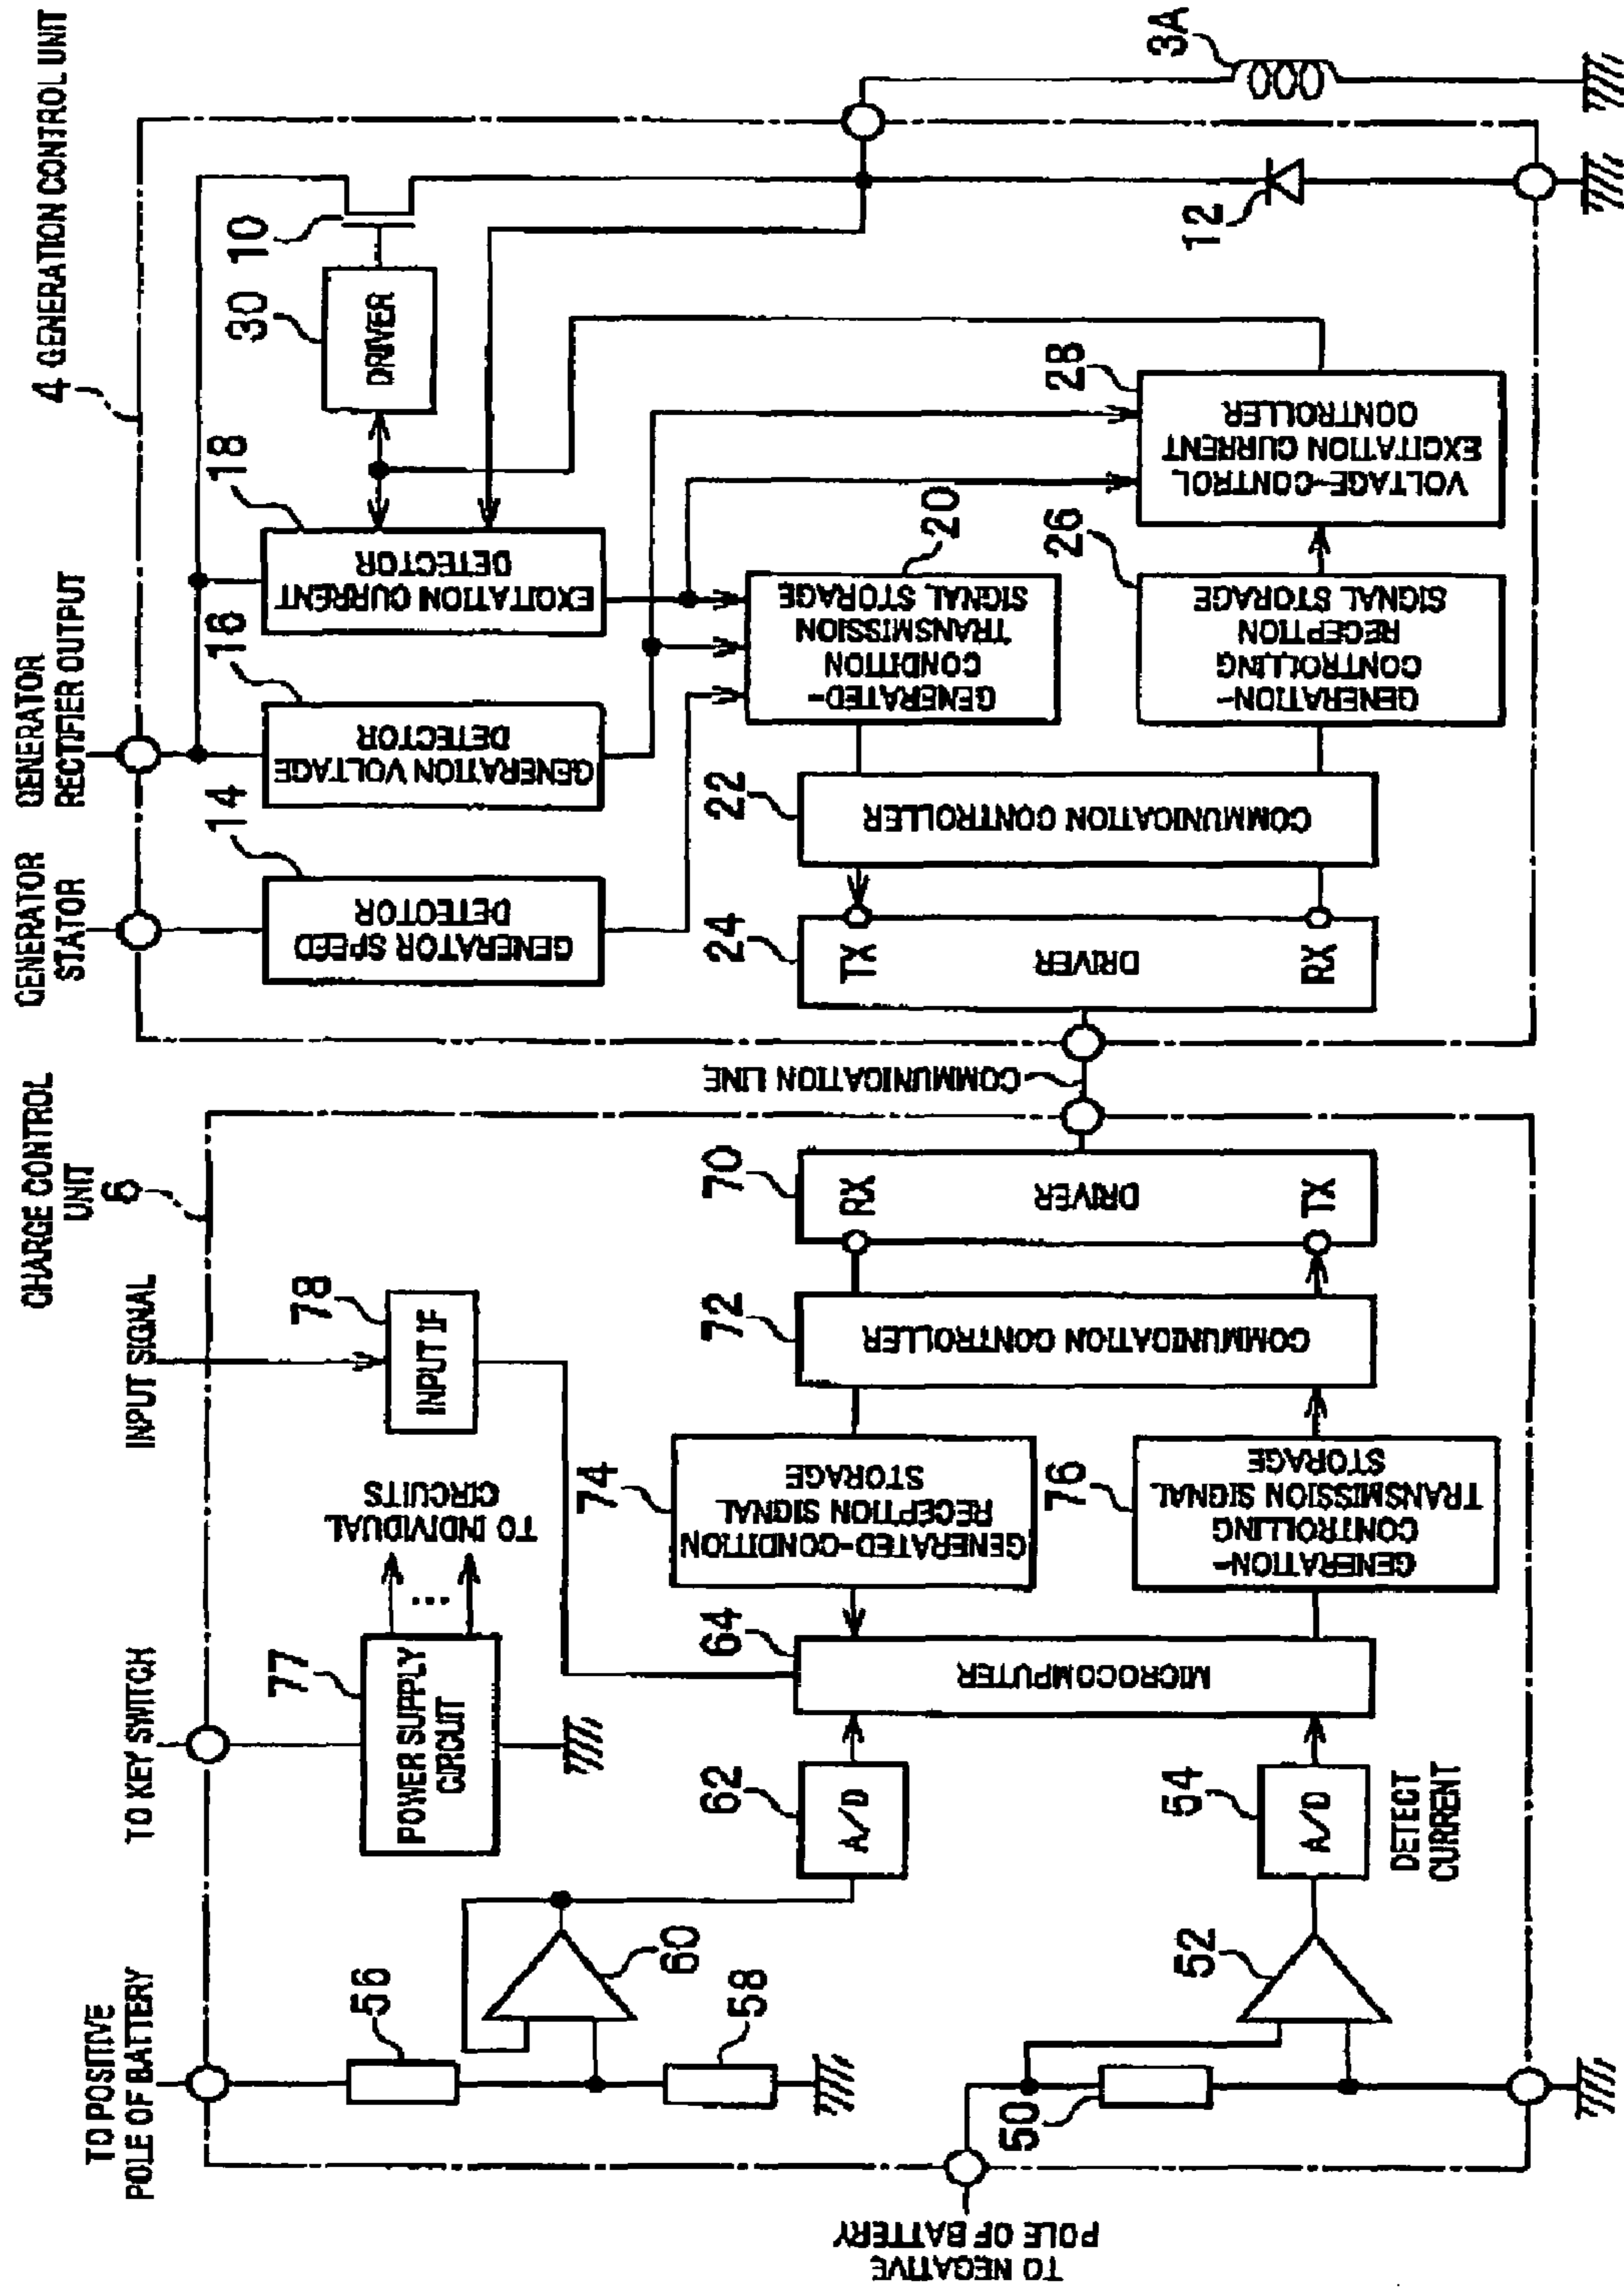 CHARGE CONTROL
UNIT
6
4 GENERATION CONTROL UNIT
TO POSITIVE
POLE OF BATTERY
TO KEY SWITCH
INPUT SIGNAL
GENERATOR
STATOR
GENERATOR
RECTIFIER OUTPUT
56
60
58
77
POWER SUPPLY
CIRCUIT
...
TO INDIVIDUAL
CIRCUITS
78
INPUT IF
62
A/D
64
MICROCOMPUTER
74
GENERATED-CONDITION
RECEPTION SIGNAL
STORAGE
72
COMMUNICATION CONTROLLER
70
RX
DRIVER
TX
TO NEGATIVE
POLE OF BATTERY
50
52
54
A/D
DETECT
CURRENT
76
GENERATION-
CONTROLLING
TRANSMISSION SIGNAL
STORAGE
COMMUNICATION LINE
14
GENERATOR SPEED
DETECTOR
16
GENERATION VOLTAGE
DETECTOR
18
EXCITATION CURRENT
DETECTOR
30
DRIVER
10
24
TX
DRIVER
RX
22
COMMUNICATION CONTROLLER
20
GENERATED-
CONDITION
TRANSMISSION
SIGNAL STORAGE
26
GENERATION-
CONTROLLING
RECEPTION
SIGNAL STORAGE
28
VOLTAGE-CONTROL
EXCITATION CURRENT
CONTROLLER
12
3A